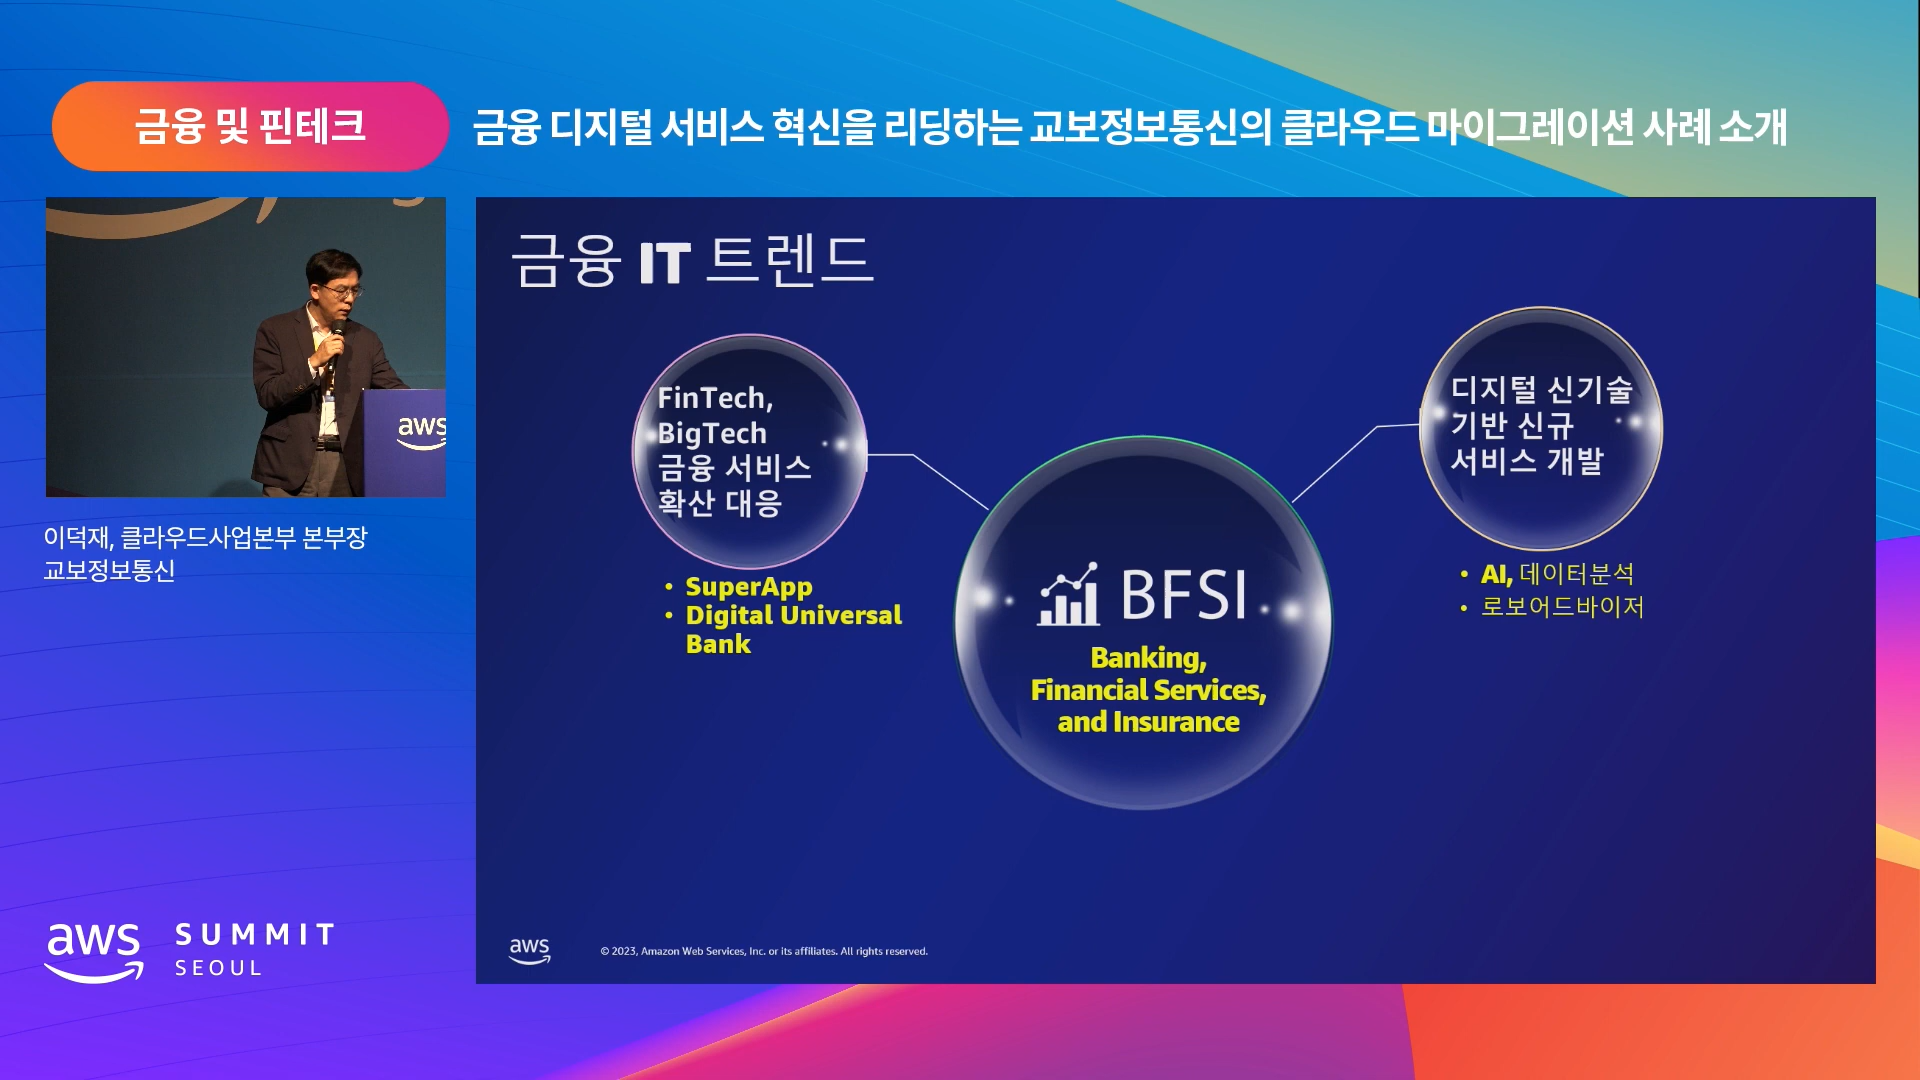 금융 및 핀테크
금융 디지털 서비스 혁신을 리딩하는 교보정보통신의 클라우드 마이그레이션 사례 소개
aws
이덕재, 클라우드사업본부 본부장
교보정보통신
금융 IT 트렌드
FinTech,
BigTech
금융 서비스
확산 대응
• SuperApp
• Digital Universal
Bank
BFSI
Banking,
Financial Services,
and Insurance
디지털 신기술
기반 신규
서비스 개발
• AI, 데이터분석
• 로보어드바이저
aws
© 2023, Amazon Web Services, Inc. or its affiliates. All rights reserved.
aws
SUMMIT
SEOUL